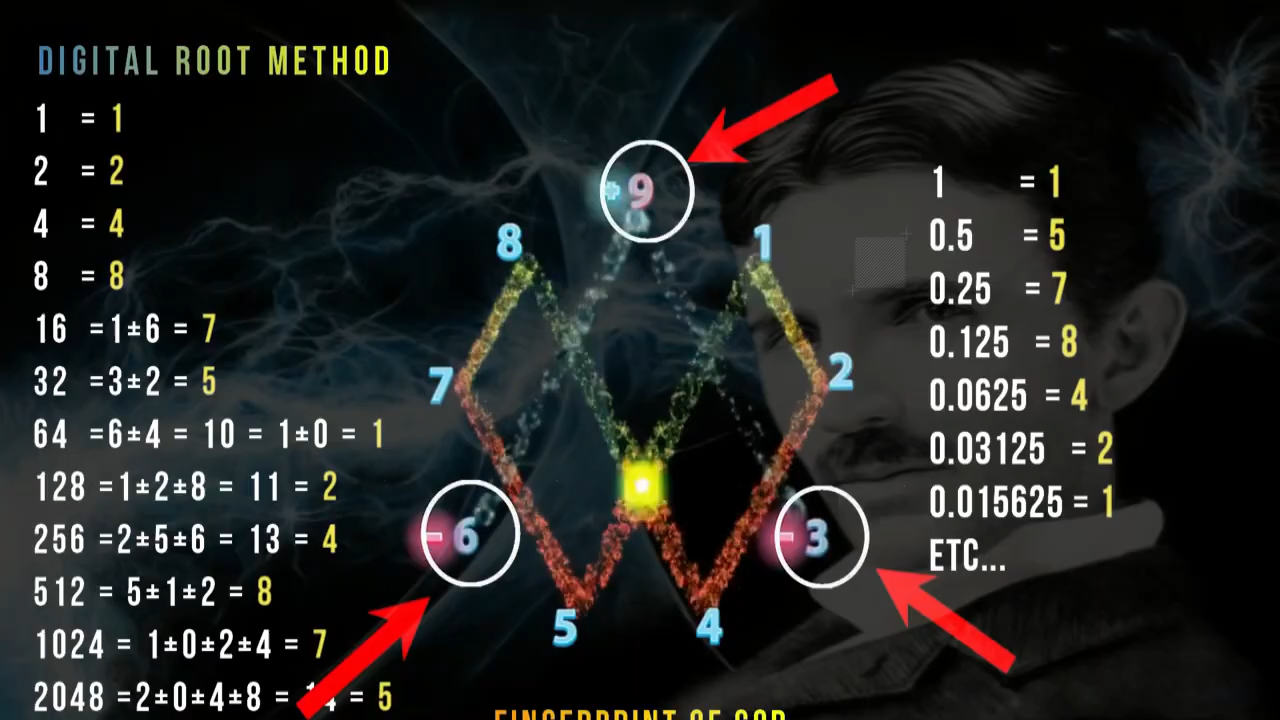 DIGITAL ROOT METHOD
1 = 1
2 = 2
4 = 4
8 = 8
16 =1±6 = 7
32 =3±2 = 5
64 =6±4 = 10 = 1±0 = 1
128 =1±2±8 = 11 = 2
256 =2±5±6 = 13 = 4
512 = 5±1±2 = 8
1024 = 1±0±2±4 = 7
2048 =2±0±4±8 = 14 = 5
+ 9
8
1
7
2
- 6
- 3
5
4
1 = 1
0.5 = 5
0.25 = 7
0.125 = 8
0.0625 = 4
0.03125 = 2
0.015625 = 1
ETC...
FINGERPRINT OF GOD